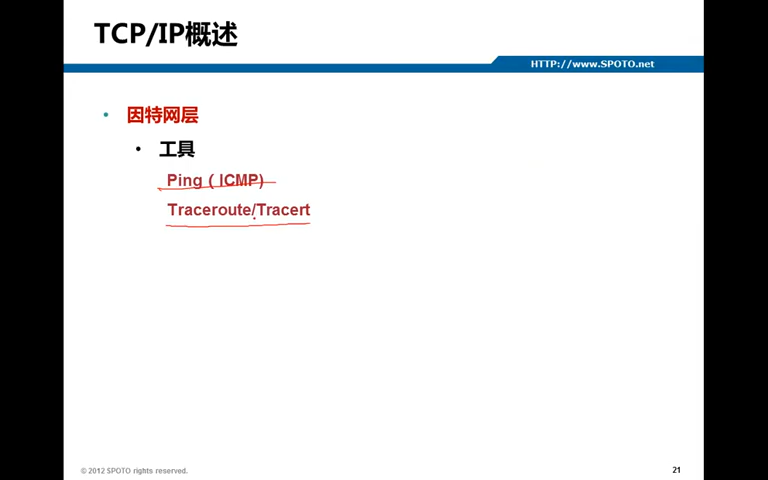 TCP/IP概述
HTTP://www.SPOTO.net
因特网层
工具
Ping ( ICMP)
Traceroute/Tracert
© 2012 SPOTO rights reserved.
21